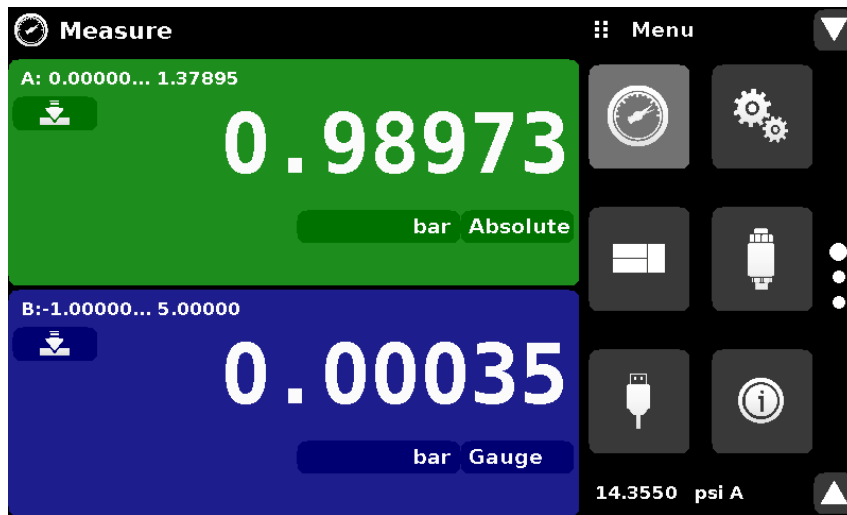 Measure
Menu
A: 0.00000... 1.37895
0.98973
bar Absolute
B:-1.00000... 5.00000
0.00035
bar Gauge
14.3550 psi A